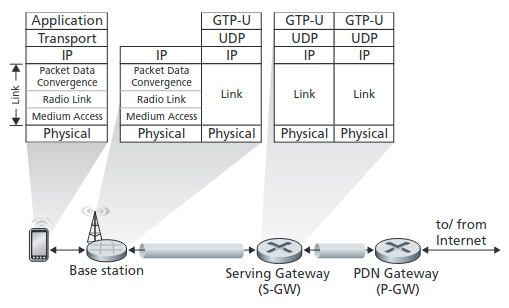 Application
Transport
IP
Packet Data
Convergence
Radio Link
Medium Access
Physical
Link
IP
Packet Data
Convergence
Radio Link
Medium Access
Physical
GTP-U
UDP
IP
Link
Physical
GTP-U
UDP
IP
Link
Physical
GTP-U
UDP
IP
Link
Physical
Base station
Serving Gateway
(S-GW)
PDN Gateway
(P-GW)
to/ from
Internet